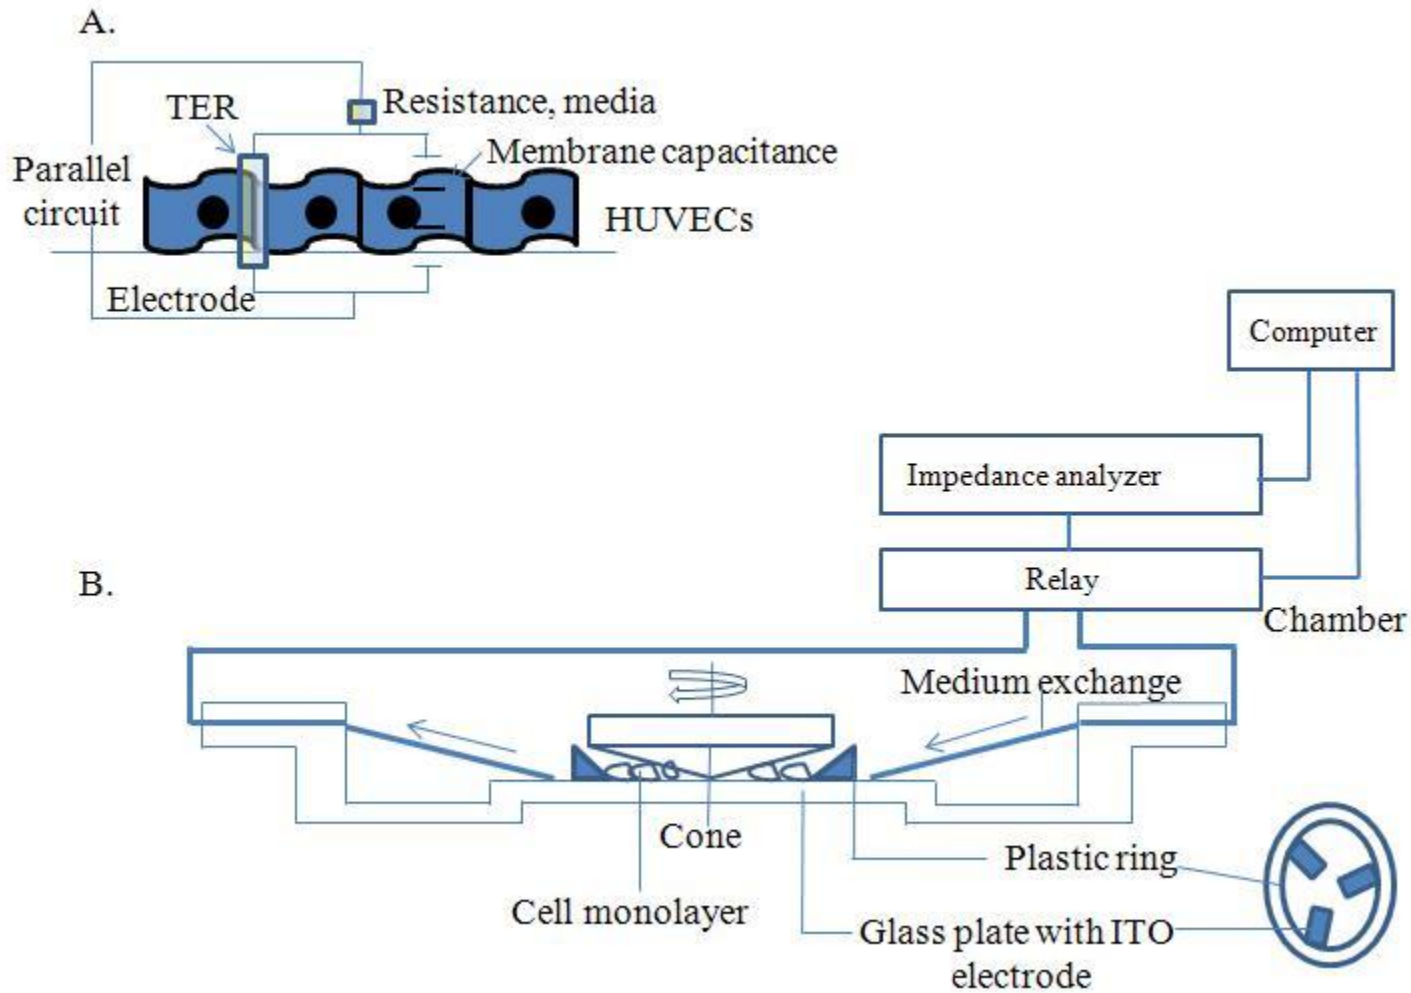 A.
TER
Resistance, media
Membrane capacitance
Parallel
circuit
HUVECs
Electrode
Computer
Impedance analyzer
B.
Relay
Chamber
Medium exchange
Cone
Plastic ring
Cell monolayer
Glass plate with ITO
electrode